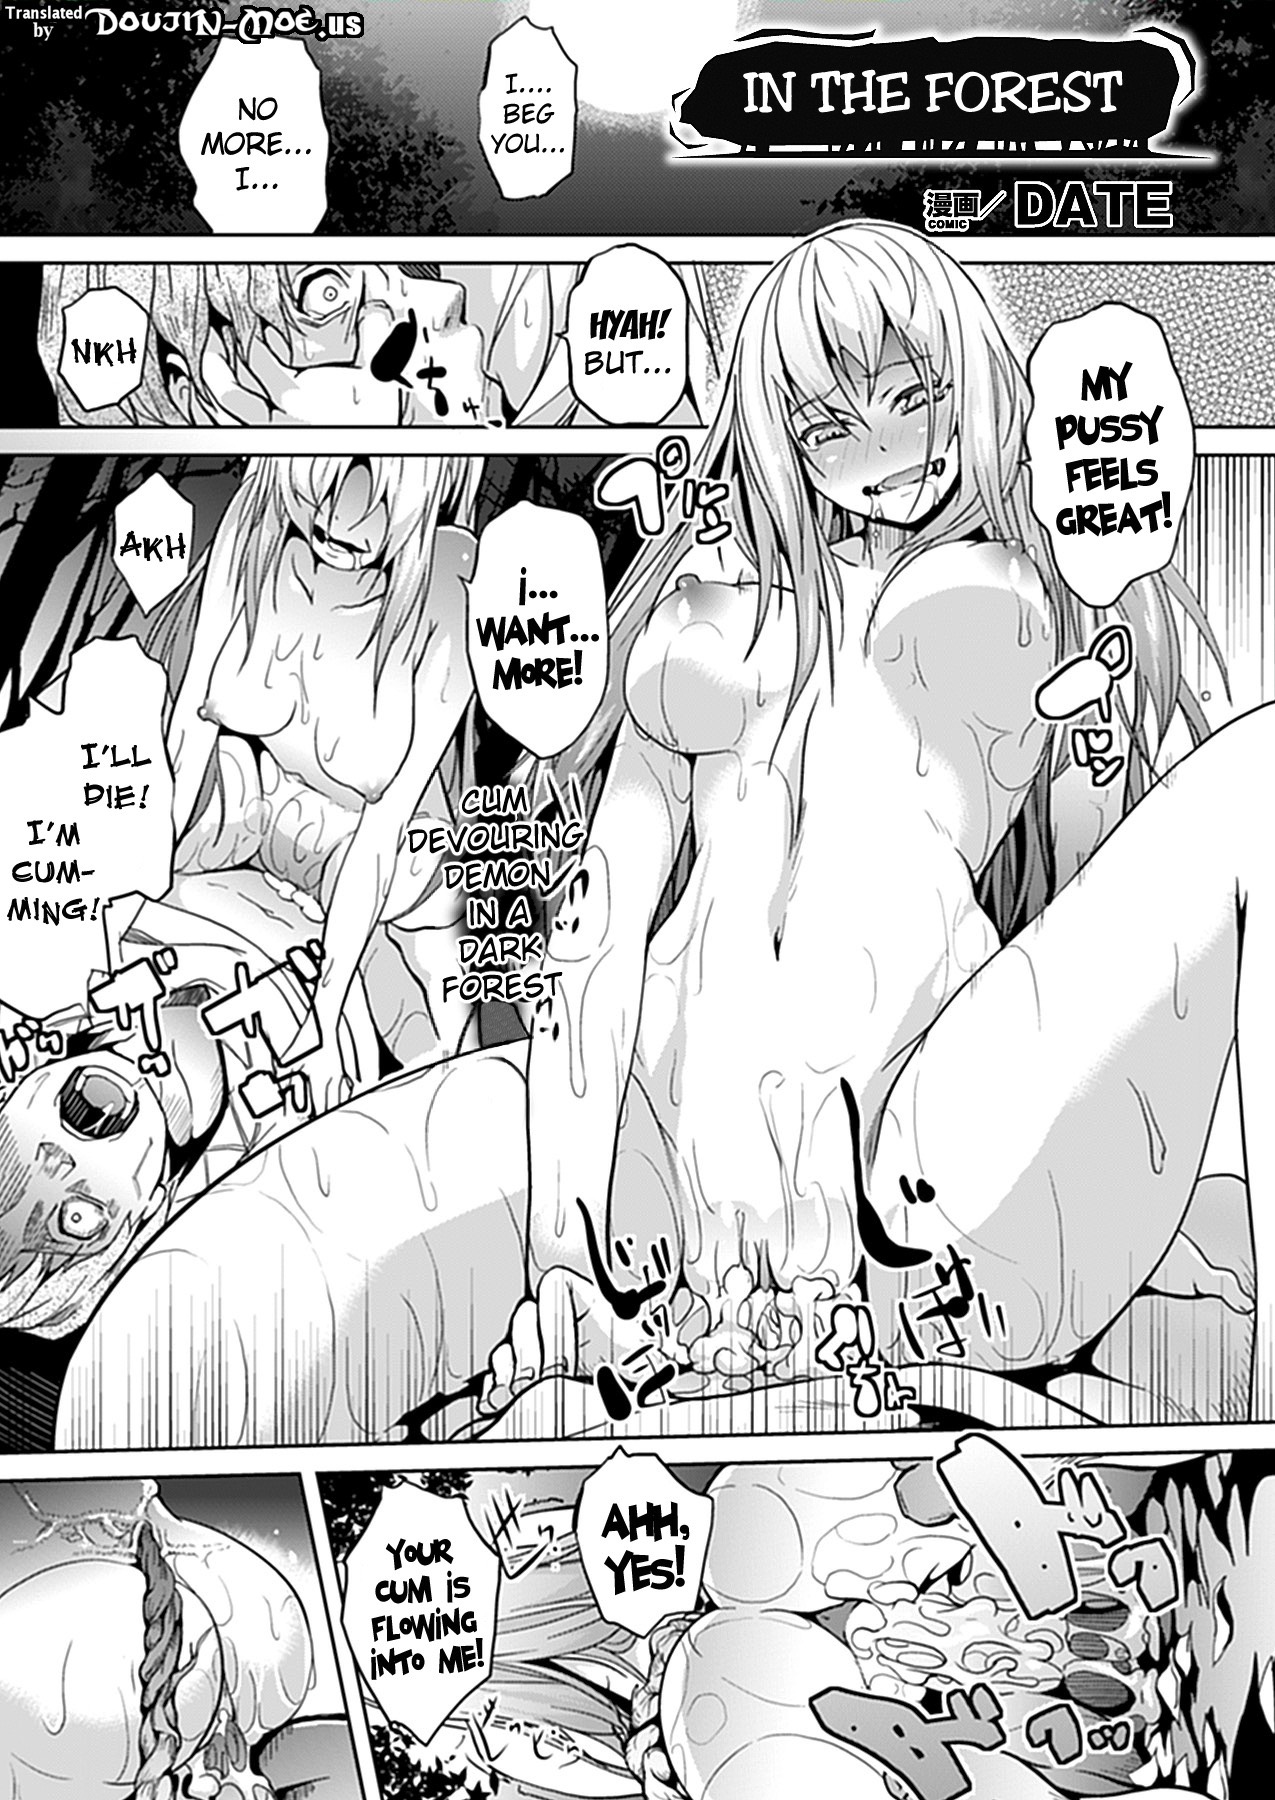 Translated
by
DOUJIN-MOE.us
IN THE FOREST
漫画/DATE
COMIC
I....
BEG
YOU...
NO
MORE...
I...
MY
PUSSY
FEELS
GREAT!
HYAH!
BUT...
NKH
I...
WANT...
MORE!
AKH
I'LL
DIE!
I'M
CUM-
MING!
CUM
DEVOURING
DEMON
IN A
DARK
FOREST
AHH,
YES!
YOUR
CUM IS
FLOWING
INTO ME!